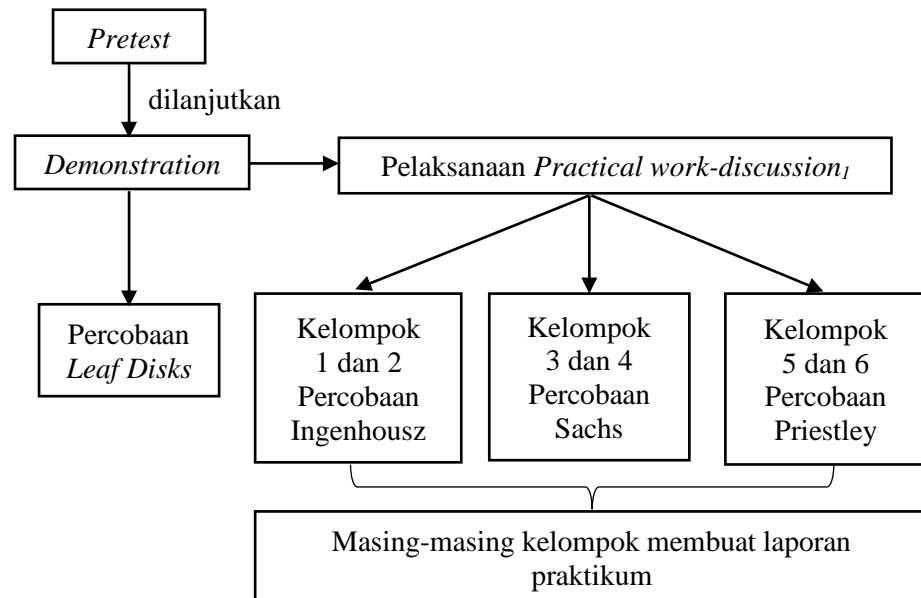 Pretest
dilanjutkan
Demonstration
Pelaksanaan Practical work-discussion₁
Percobaan
Leaf Disks
Kelompok
1 dan 2
Percobaan
Ingenhousz
Kelompok
3 dan 4
Percobaan
Sachs
Kelompok
5 dan 6
Percobaan
Priestley
Masing-masing kelompok membuat laporan
praktikum